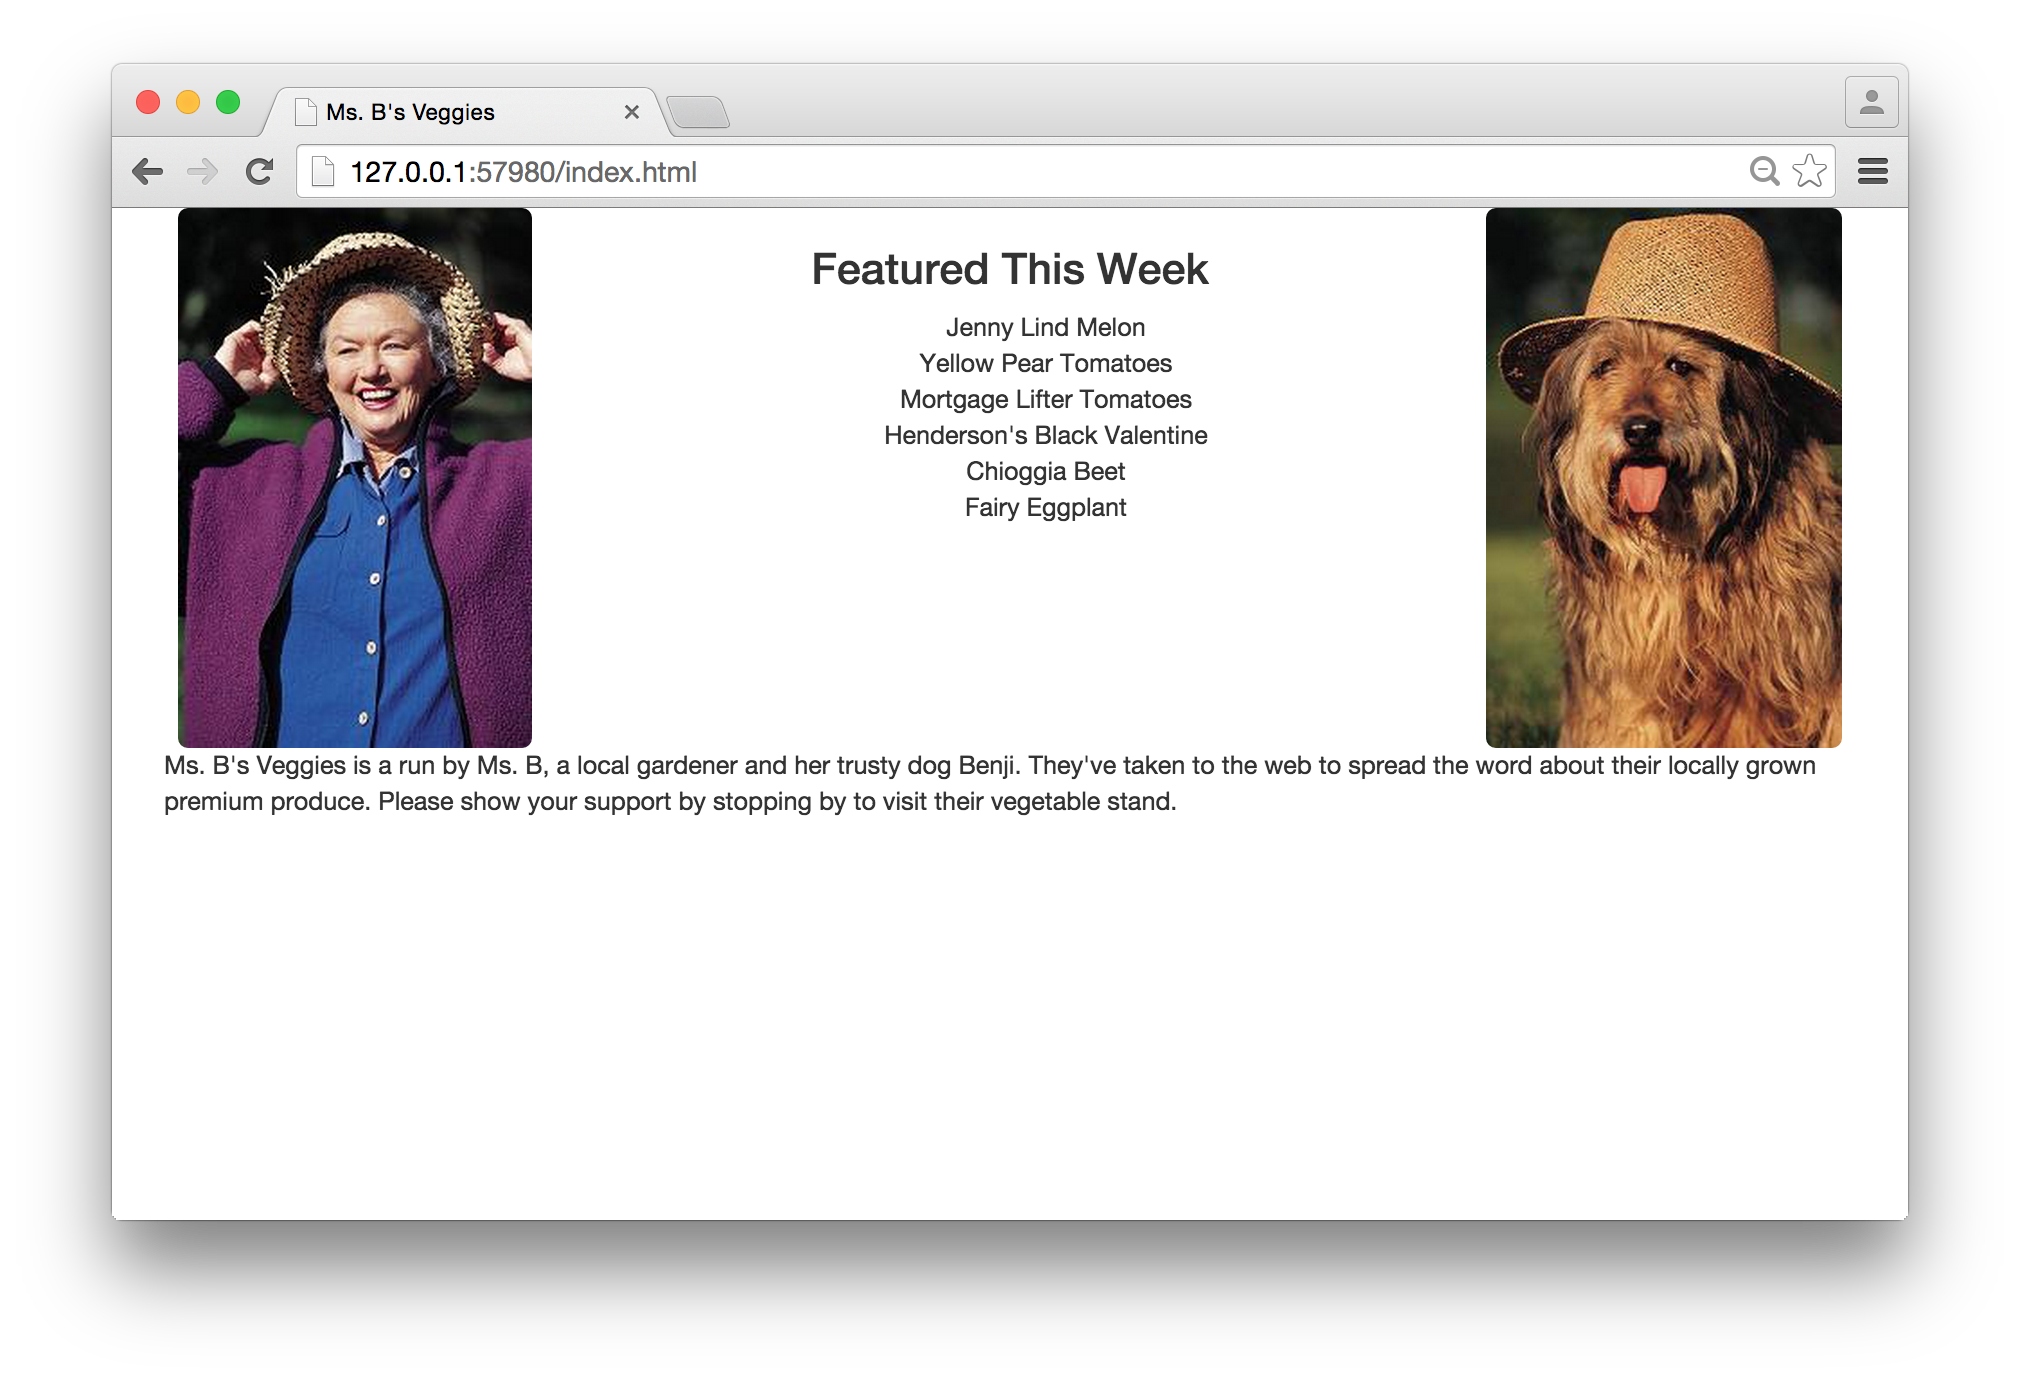 Ms. B's Veggies
127.0.0.1:57980/index.html
Featured This Week
Jenny Lind Melon
Yellow Pear Tomatoes
Mortgage Lifter Tomatoes
Henderson's Black Valentine
Chioggia Beet
Fairy Eggplant
Ms. B's Veggies is a run by Ms. B, a local gardener and her trusty dog Benji. They've taken to the web to spread the word about their locally grown
premium produce. Please show your support by stopping by to visit their vegetable stand.